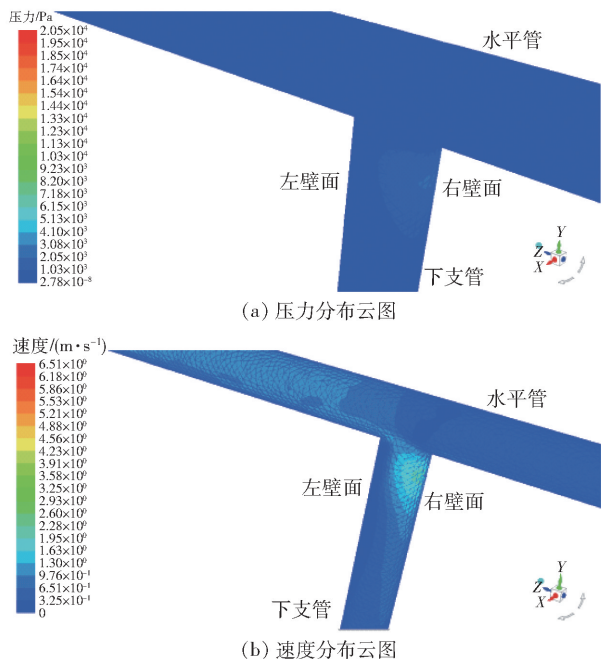 压力/Pa
2.05×10⁴
1.95×10⁴
1.85×10⁴
1.74×10⁴
1.64×10⁴
1.54×10⁴
1.44×10⁴
1.33×10⁴
1.23×10⁴
1.13×10⁴
1.03×10⁴
9.23×10³
8.20×10³
7.18×10³
6.15×10³
5.13×10³
4.10×10³
3.08×10³
2.05×10³
1.03×10³
2.78×10⁻⁸
水平管
左壁面
右壁面
下支管
Y
Z
X
(a) 压力分布云图
速度/(m·s⁻¹)
6.51×10⁰
6.18×10⁰
5.86×10⁰
5.53×10⁰
5.21×10⁰
4.88×10⁰
4.56×10⁰
4.23×10⁰
3.91×10⁰
3.58×10⁰
3.25×10⁰
2.93×10⁰
2.60×10⁰
2.28×10⁰
1.95×10⁰
1.63×10⁰
1.30×10⁰
9.76×10⁻¹
6.51×10⁻¹
3.25×10⁻¹
0
水平管
左壁面
右壁面
下支管
Y
Z
X
(b) 速度分布云图